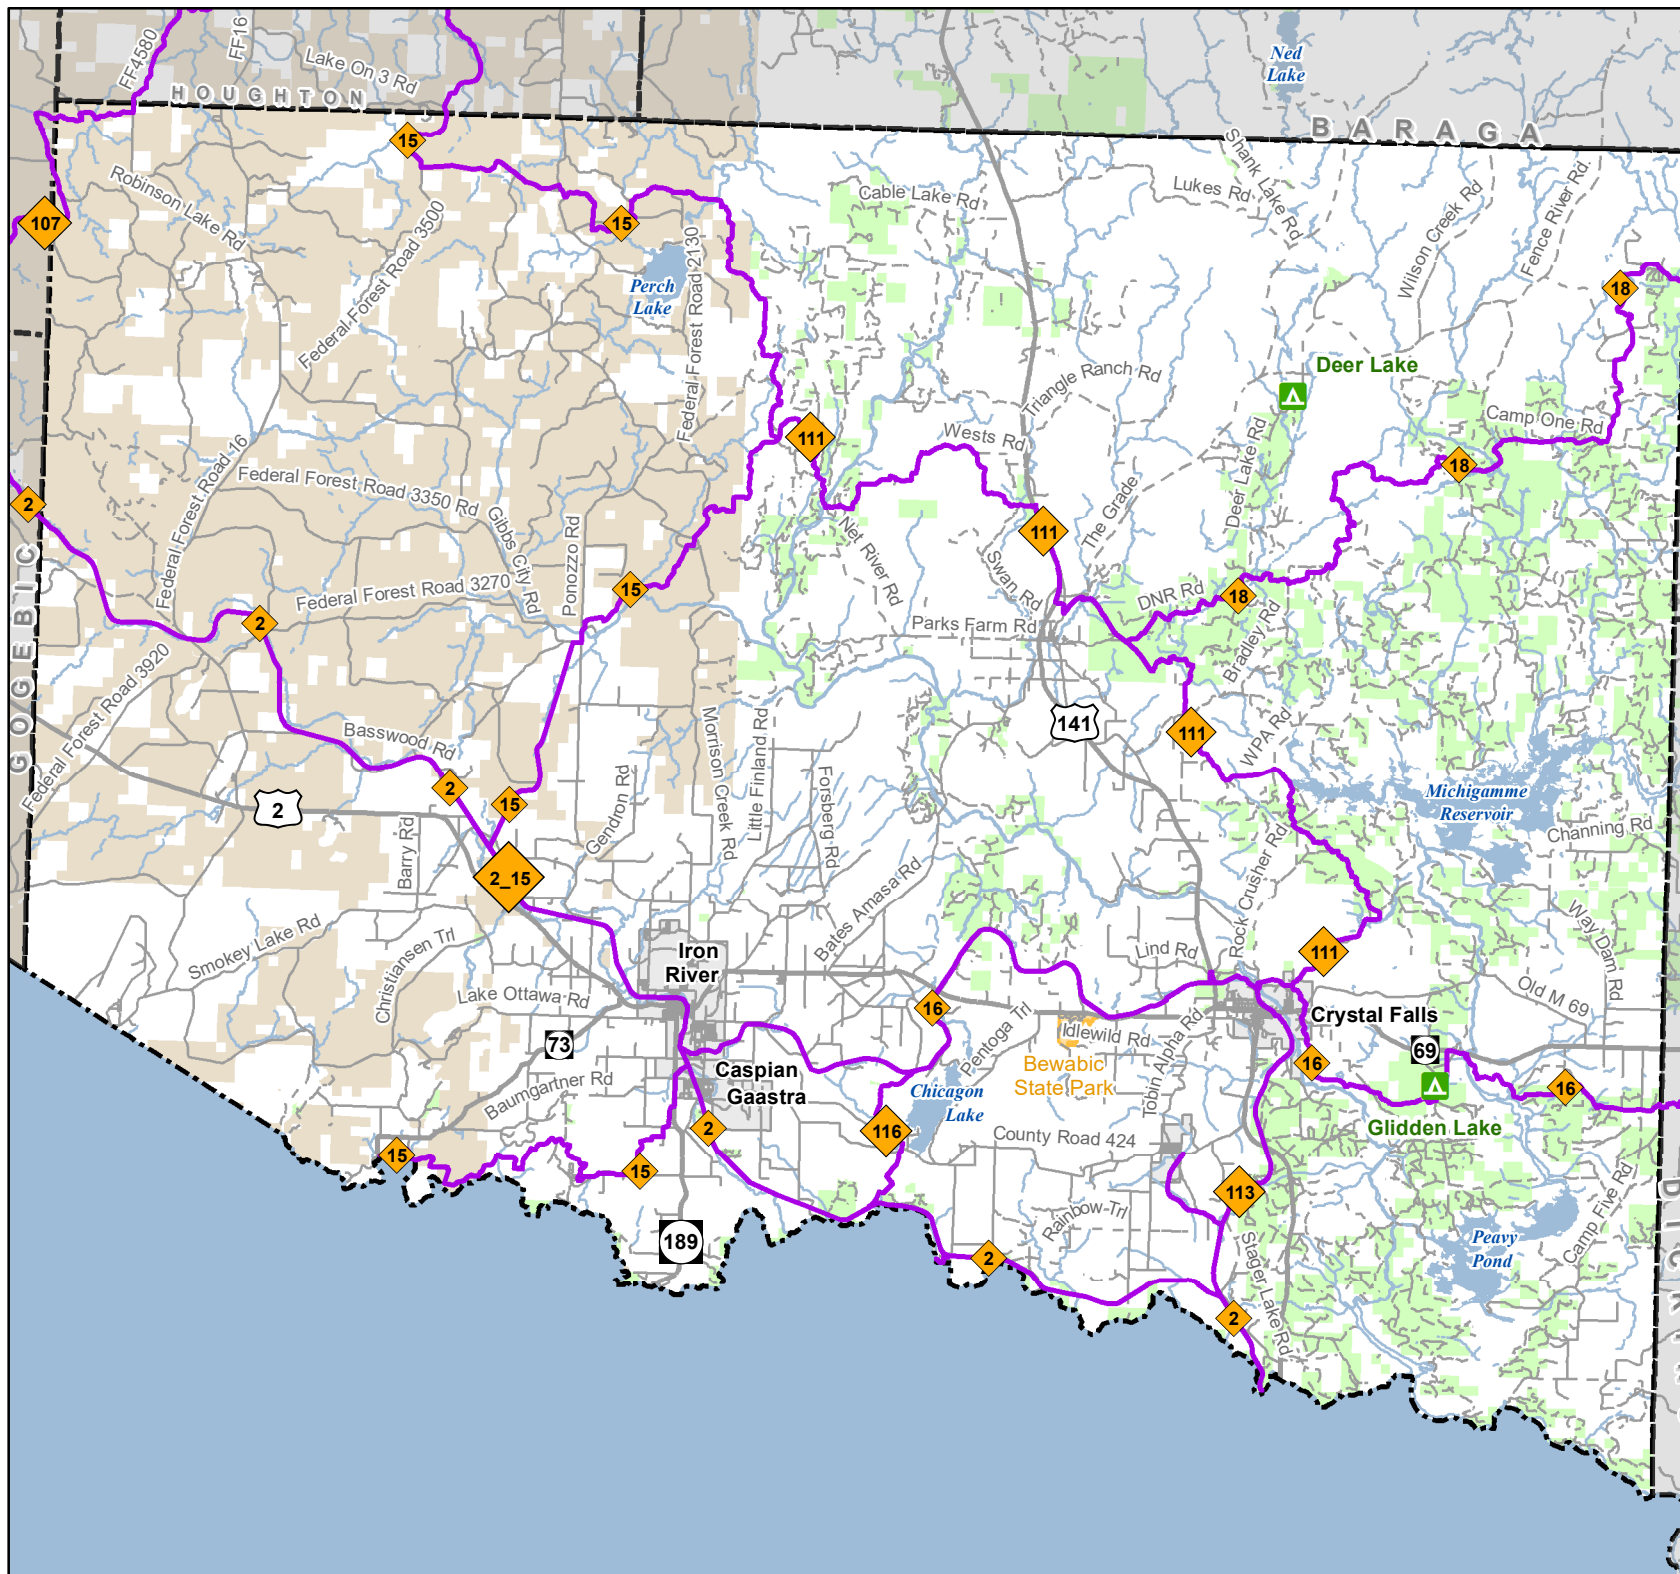 FF4580
FF16
Lake On 3 Rd
HOUGHTON
Ned
Lake
BARAGA
15
Shank Lake Rd
Lukes Rd
Cable Lake Rd
Wilson Creek Rd
Fence River Rd.
Robinson Lake Rd
107
15
Federal Forest Road 3500
Federal Forest Road 2130
Perch
Lake
18
Deer Lake
Triangle Ranch Rd
Camp One Rd
111
Wests Rd
18
Deer Lake Rd
Federal Forest Road 16
Federal Forest Road 3350 Rd
2
Gibbs City Rd
Ponozzo Rd
The Grade
111
Net River Rd
Swan Rd
GOGEBIC
Federal Forest Road 3270
15
DNR Rd
18
2
Parks Farm Rd
Bradley Rd
Federal Forest Road 3920
Basswood Rd
Morrison Creek Rd
Little Finland Rd
141
111
WPA Rd
2
2
15
Gendron Rd
Forsberg Rd
Michigamme
Reservoir
Channing Rd
Barry Rd
Rock Crusher Rd
2_15
Bates Amasa Rd
Way Dam Rd
Smokey Lake Rd
Christiansen Trl
Iron
River
Lind Rd
111
Lake Ottawa Rd
16
Old M 69
Pentoga Trl
Idlewild Rd
Tobin Alpha Rd
Crystal Falls
73
69
Bewabic
State Park
16
Caspian
Gaastra
Baumgartner Rd
Chicagon
Lake
16
2
116
County Road 424
Glidden Lake
15
15
113
Camp Five Rd
Rainbow Trl
189
2
Stager Lake Rd
Peavy
Pond
2